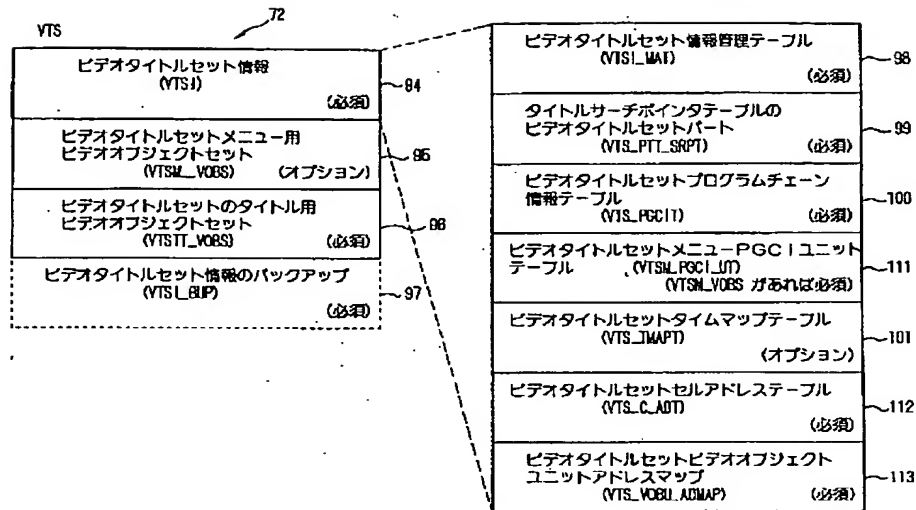 VTS
72
ビデオタイトルセット情報
(VTSI)
(必須)
94
ビデオタイトルセットメニュー用
ビデオオブジェクトセット
(VTSM_VOBS) (オプション)
95
ビデオタイトルセットのタイトル用
ビデオオブジェクトセット
(VTSTT_VOBS) (必須)
96
ビデオタイトルセット情報のバックアップ
(VTSI_BUP)
(必須)
97
ビデオタイトルセット情報管理テーブル
(VTSI_MAT)
(必須)
98
タイトルサーチポインタテーブルの
ビデオタイトルセットパート
(VTS_PTT_SRPT) (必須)
99
ビデオタイトルセットプログラムチェーン
情報テーブル
(VTS_PGCIT) (必須)
100
ビデオタイトルセットメニューPGCIユニット
テーブル (VTSM_PGCI_UT)
(VTSM_VOBS があれば必須)
111
ビデオタイトルセットタイムマップテーブル
(VTS_TMAPT)
(オプション)
101
ビデオタイトルセットセルアドレステーブル
(VTS_C_ADT)
(必須)
112
ビデオタイトルセットビデオオブジェクト
ユニットアドレスマップ
(VTS_VOBU_ADMAP) (必須)
113